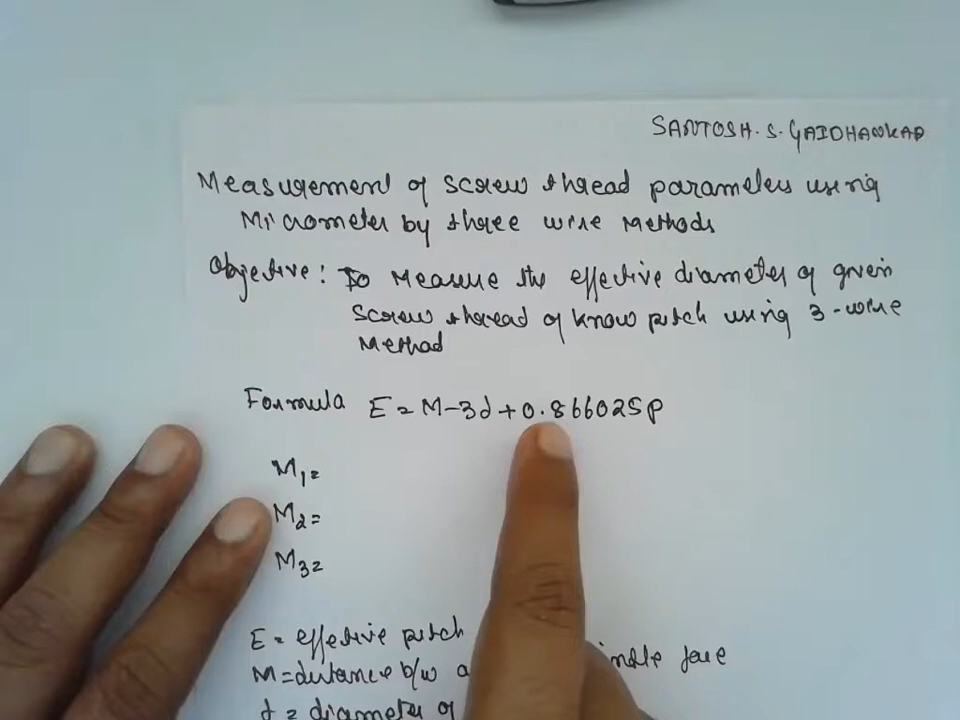 SANTOSH. S. GAIDHANKAR
Measurement of screw thread parameters using
Micrometer by three wire Methods
Objective: To Measure the effective diameter of given
screw thread of know pitch using 3-wire
Method
Formula E = M-3d+0.866025p
M1=
M2=
M3=
E = effective pitch
M = distance b/w a indle face
d = diameter of